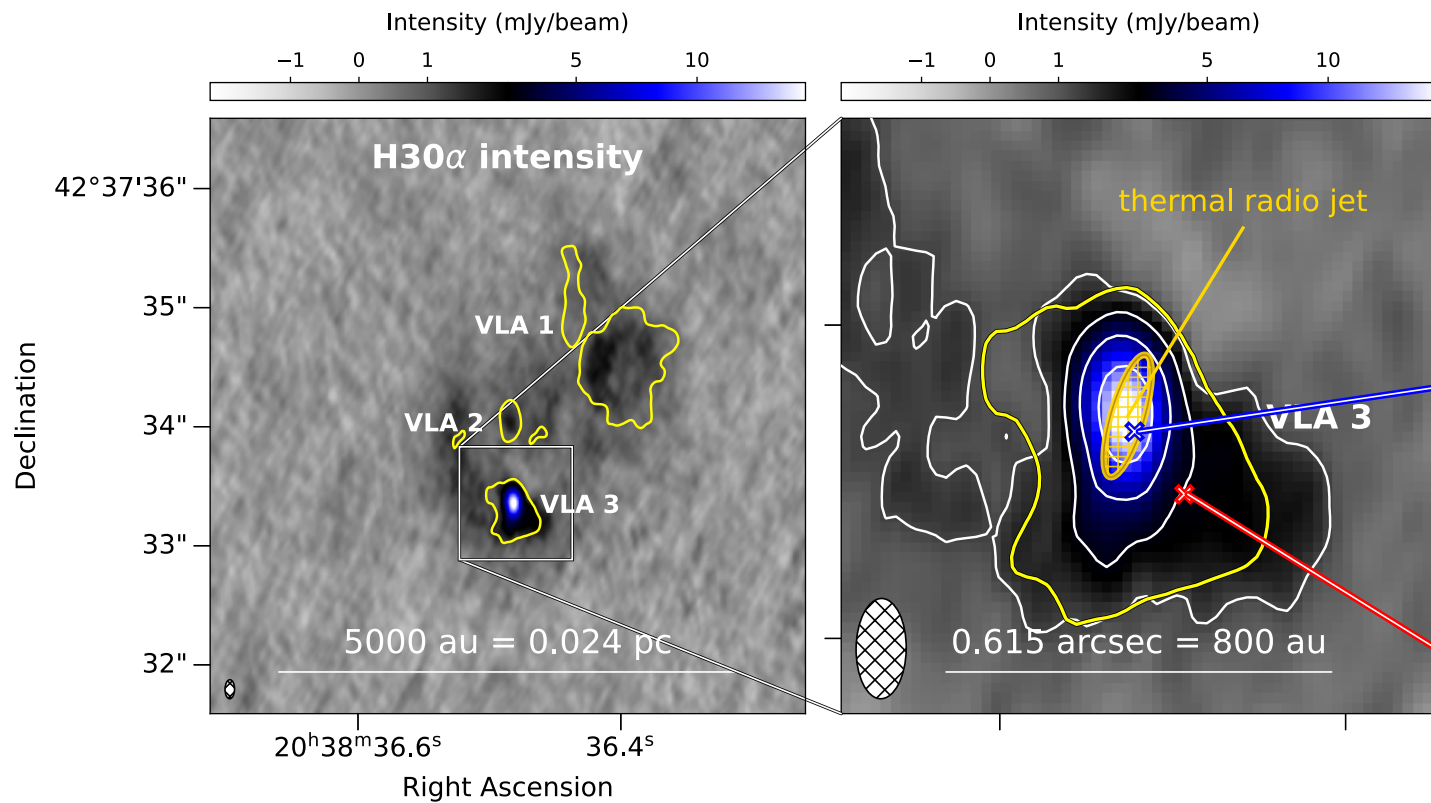 Intensity (mJy/beam)
−1 0 1 5 10
Intensity (mJy/beam)
−1 0 1 5 10
H30α intensity
42°37'36"
35"
34"
33"
32"
Declination
VLA 1
VLA 2
VLA 3
5000 au = 0.024 pc
20ʰ38ᵐ36.6ˢ
36.4ˢ
Right Ascension
thermal radio jet
VLA 3
0.615 arcsec = 800 au